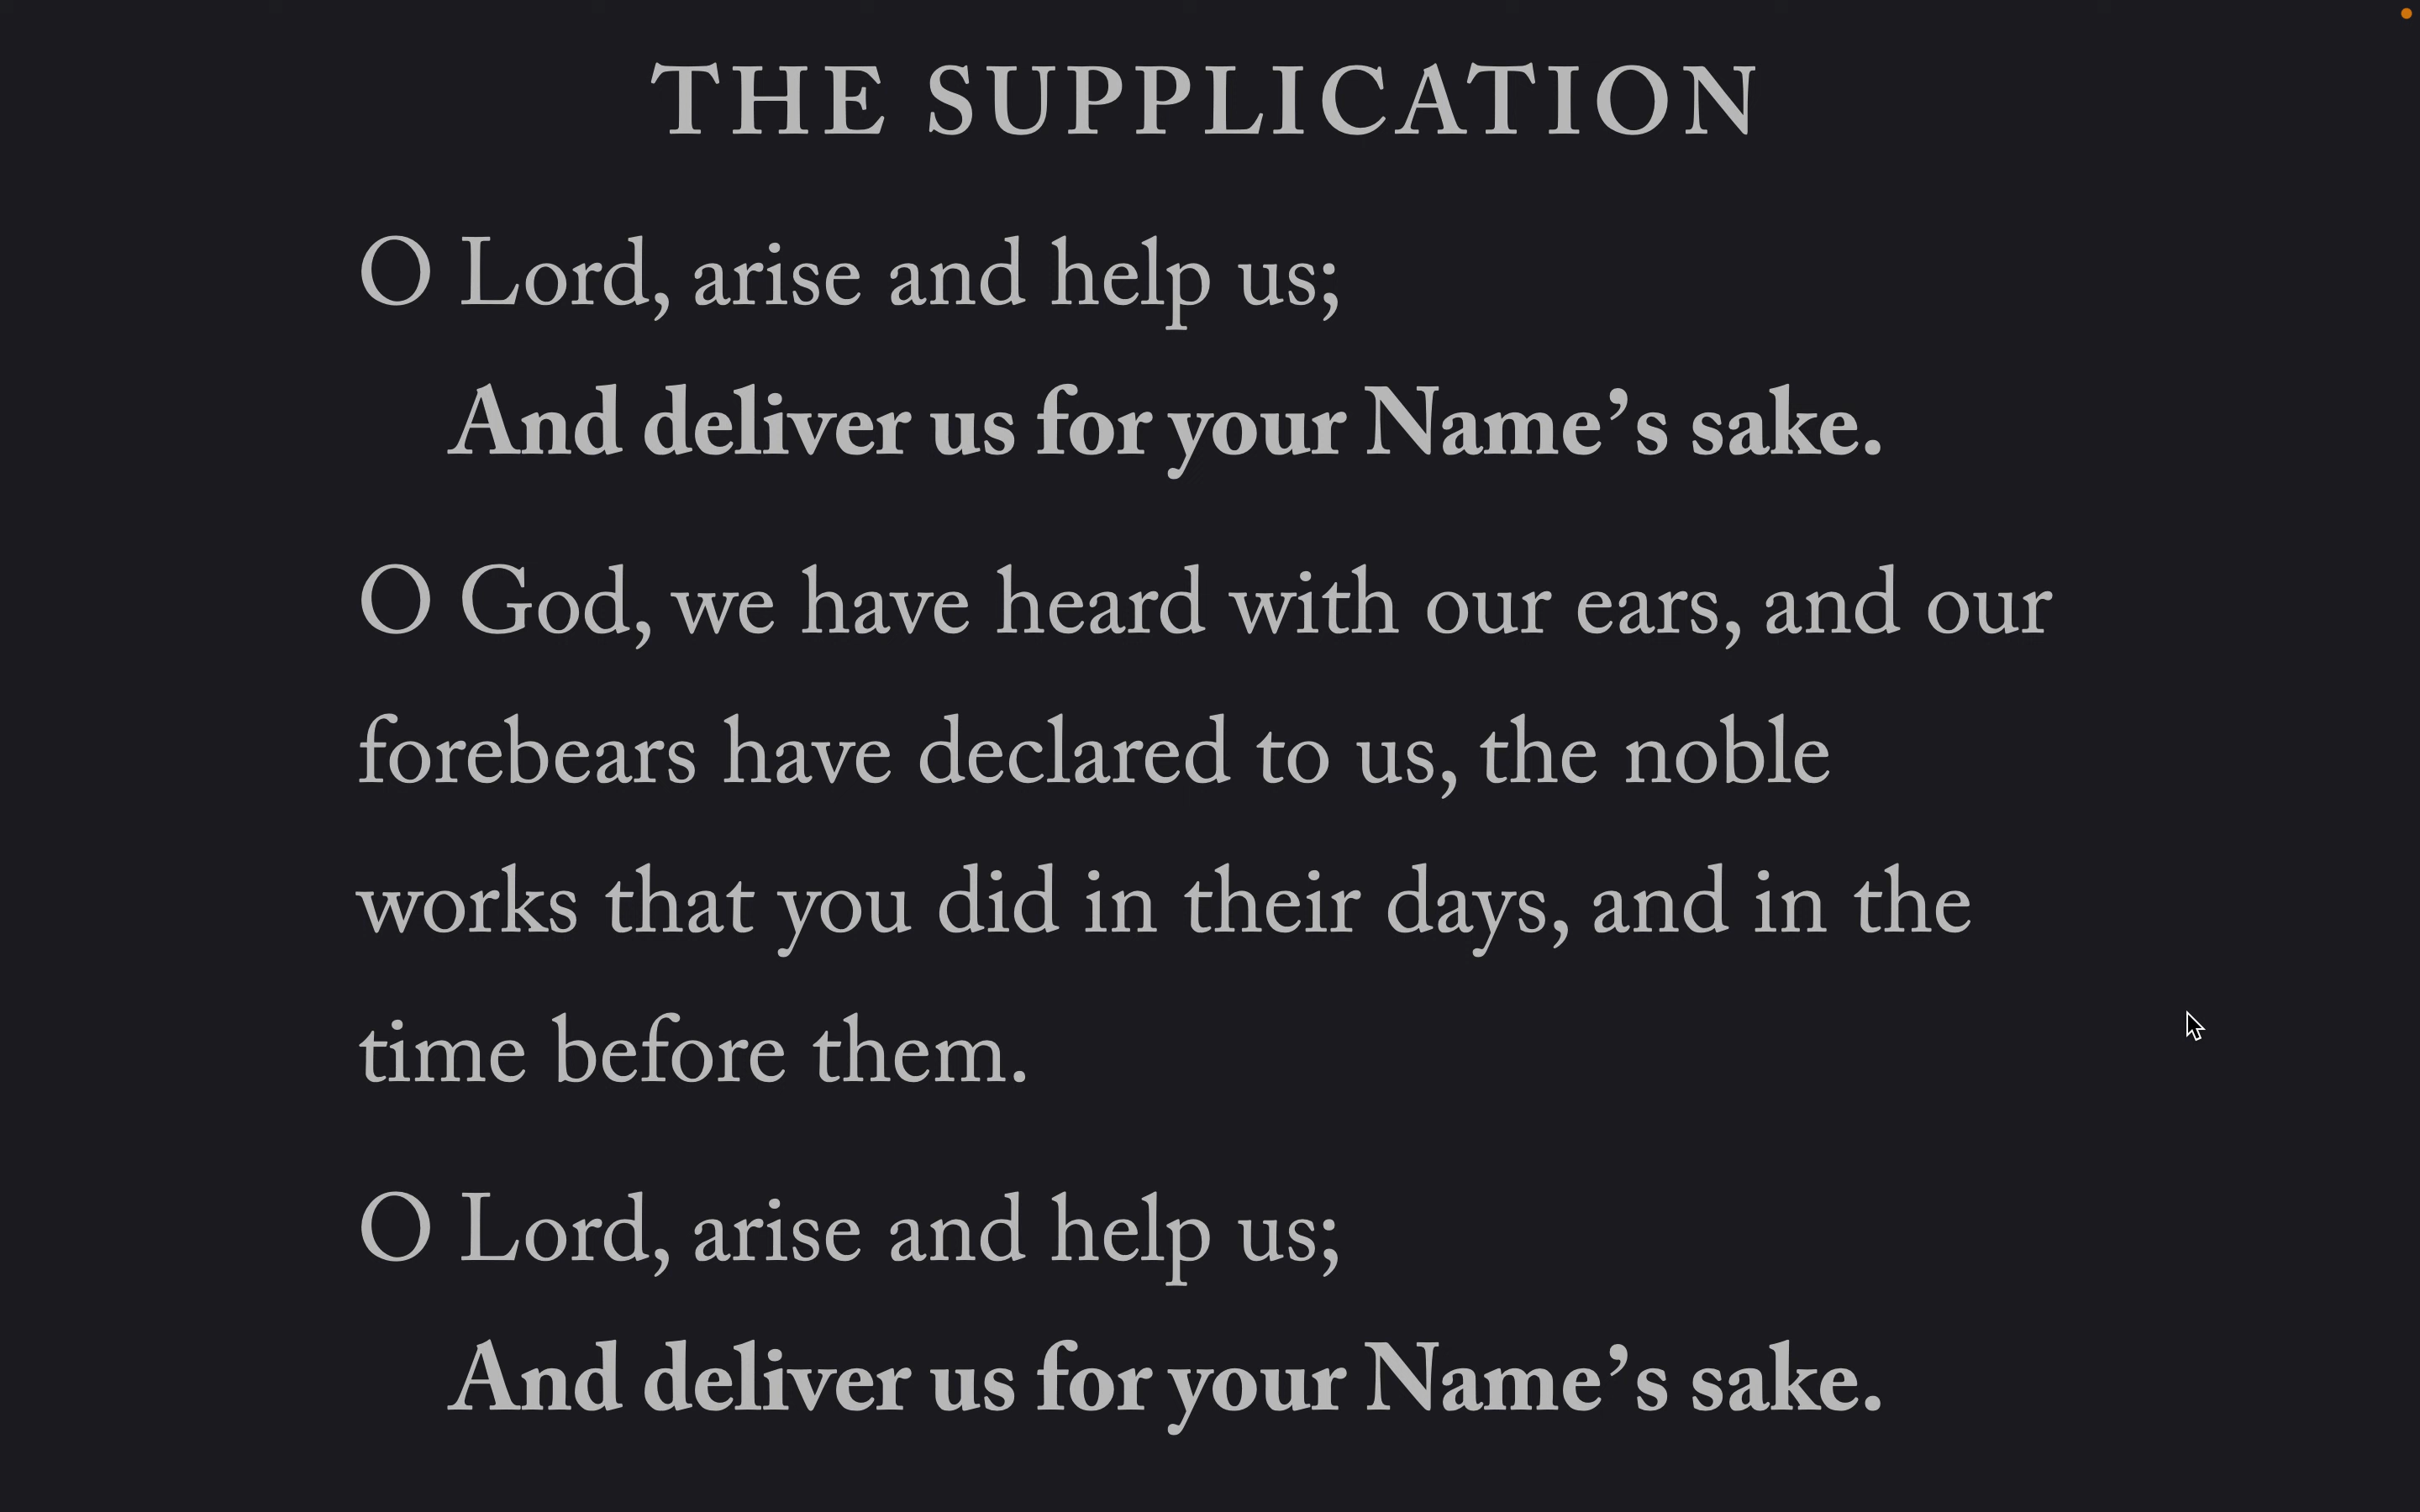 THE SUPPLICATION
O Lord, arise and help us;
And deliver us for your Name’s sake.
O God, we have heard with our ears, and our
forebears have declared to us, the noble
works that you did in their days, and in the
time before them.
O Lord, arise and help us;
And deliver us for your Name’s sake.